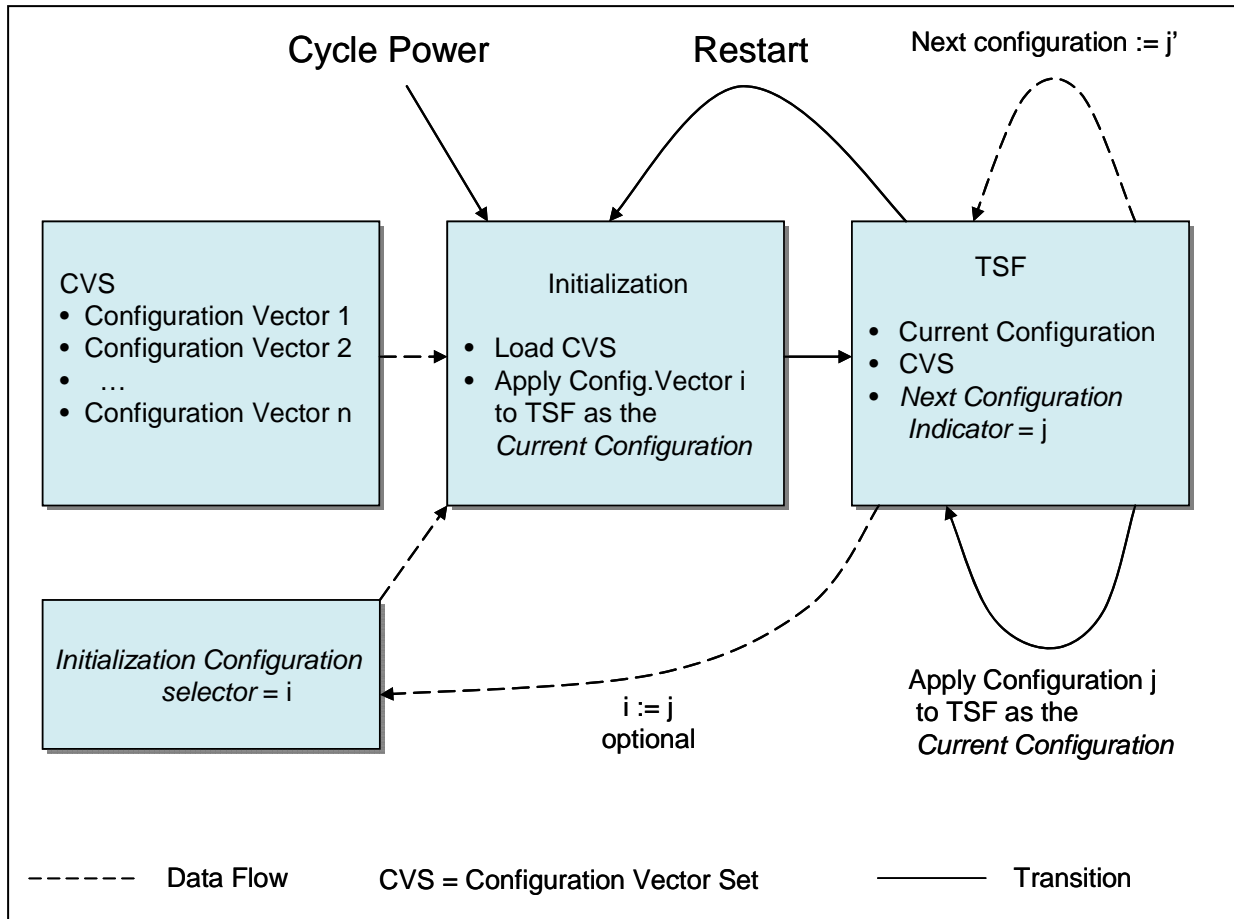 Cycle Power
Restart
Next configuration := j’
CVS
• Configuration Vector 1
• Configuration Vector 2
• …
• Configuration Vector n
Initialization
• Load CVS
• Apply Config.Vector i
to TSF as the
Current Configuration
TSF
• Current Configuration
• CVS
• Next Configuration
Indicator = j
Initialization Configuration
selector = i
i := j
optional
Apply Configuration j
to TSF as the
Current Configuration
Data Flow
CVS = Configuration Vector Set
Transition